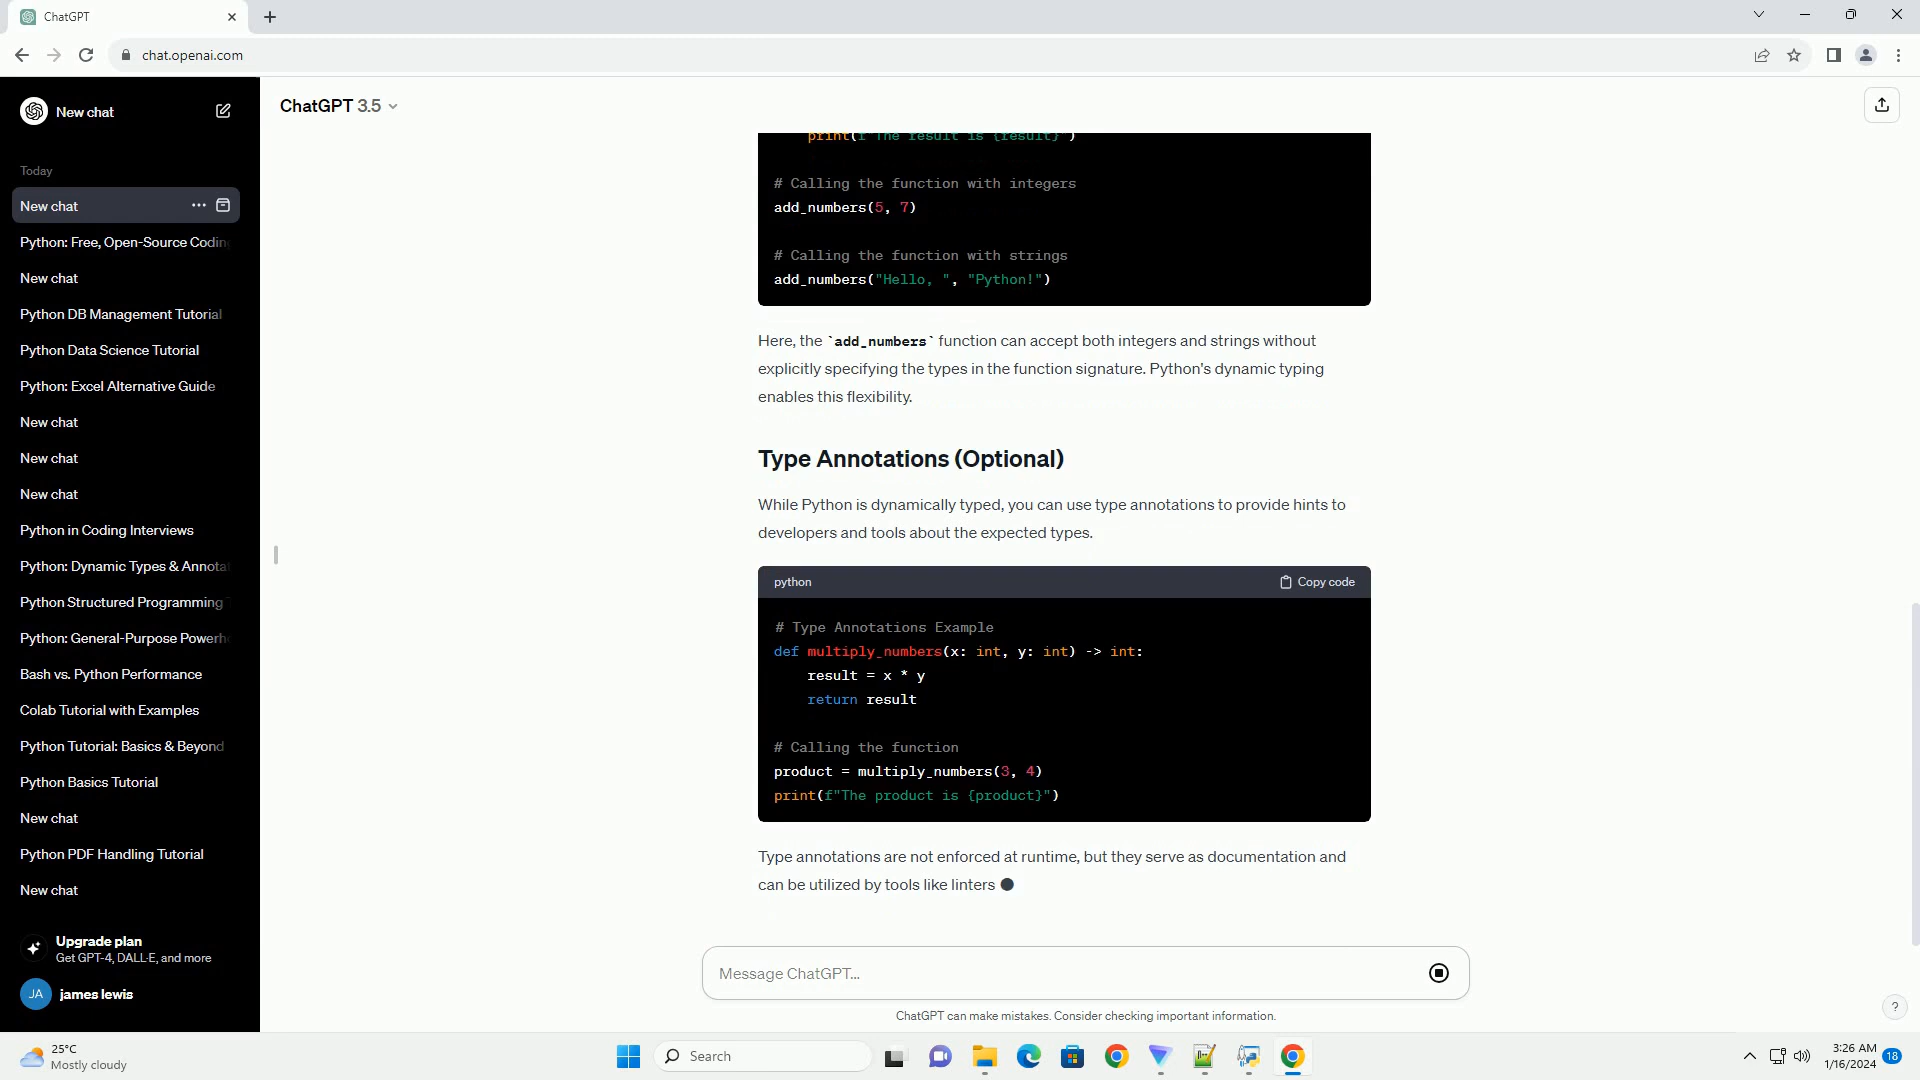 ChatGPT
chat.openai.com
New chat
ChatGPT 3.5
Today
New chat
Python: Free, Open-Source Codin
New chat
Python DB Management Tutorial
Python Data Science Tutorial
Python: Excel Alternative Guide
New chat
New chat
New chat
Python in Coding Interviews
Python: Dynamic Types & Annota
Python Structured Programming
Python: General-Purpose Powerh
Bash vs. Python Performance
Colab Tutorial with Examples
Python Tutorial: Basics & Beyond
Python Basics Tutorial
New chat
Python PDF Handling Tutorial
New chat
Upgrade plan
Get GPT-4, DALL·E, and more
JA
james lewis
print(f"The result is {result}")
# Calling the function with integers
add_numbers(5, 7)
# Calling the function with strings
add_numbers("Hello, ", "Python!")
Here, the `add_numbers` function can accept both integers and strings without
explicitly specifying the types in the function signature. Python's dynamic typing
enables this flexibility.
Type Annotations (Optional)
While Python is dynamically typed, you can use type annotations to provide hints to
developers and tools about the expected types.
python
Copy code
# Type Annotations Example
def multiply_numbers(x: int, y: int) -> int:
result = x * y
return result
# Calling the function
product = multiply_numbers(3, 4)
print(f"The product is {product}")
Type annotations are not enforced at runtime, but they serve as documentation and
can be utilized by tools like linters
Message ChatGPT...
ChatGPT can make mistakes. Consider checking important information.
?
25°C
Mostly cloudy
Search
3:26 AM
1/16/2024
18